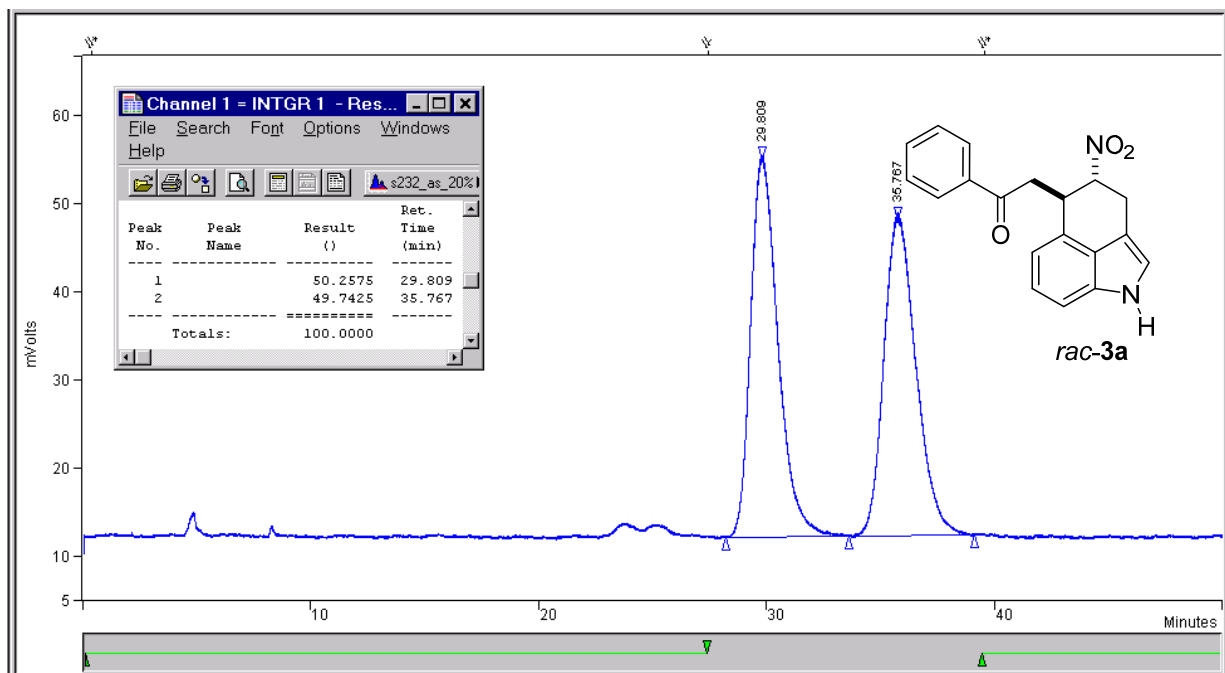 Channel 1 = INTGR 1 - Res...
File Search Font Options Windows
Help
s232_as_20%
Ret.
Peak Peak Result Time
No. Name () (min)
---- ------------ ---------- -------
1 50.2575 29.809
2 49.7425 35.767
---- ------------ ========== -------
Totals: 100.0000
60
50
40
30
20
10
5
mVolts
29.809
35.767
NO2
O
N
H
rac-3a
10
20
30
40
Minutes